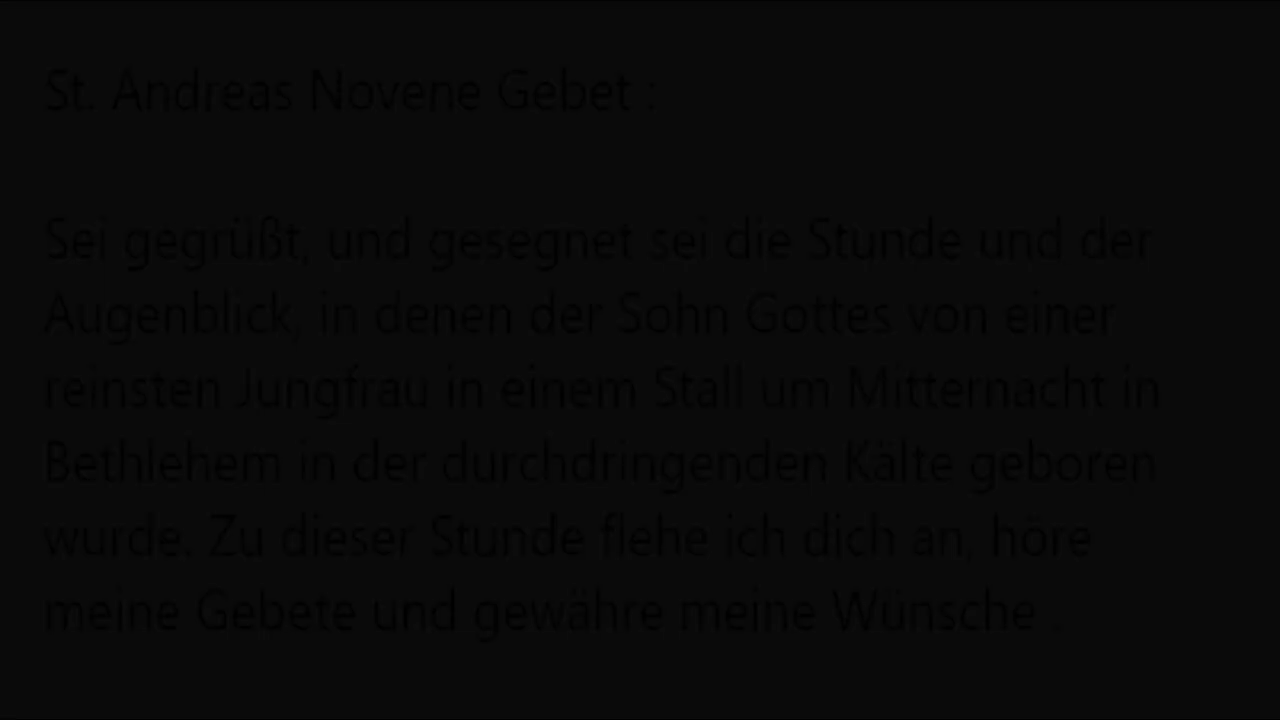 St. Andreas Novene Gebet :
Sei gegrüßt, und gesegnet sei die Stunde und der
Augenblick, in denen der Sohn Gottes von einer
reinsten Jungfrau in einem Stall um Mitternacht in
Bethlehem in der durchdringenden Kälte geboren
wurde. Zu dieser Stunde flehe ich dich an, höre
meine Gebete und gewähre meine Wünsche .